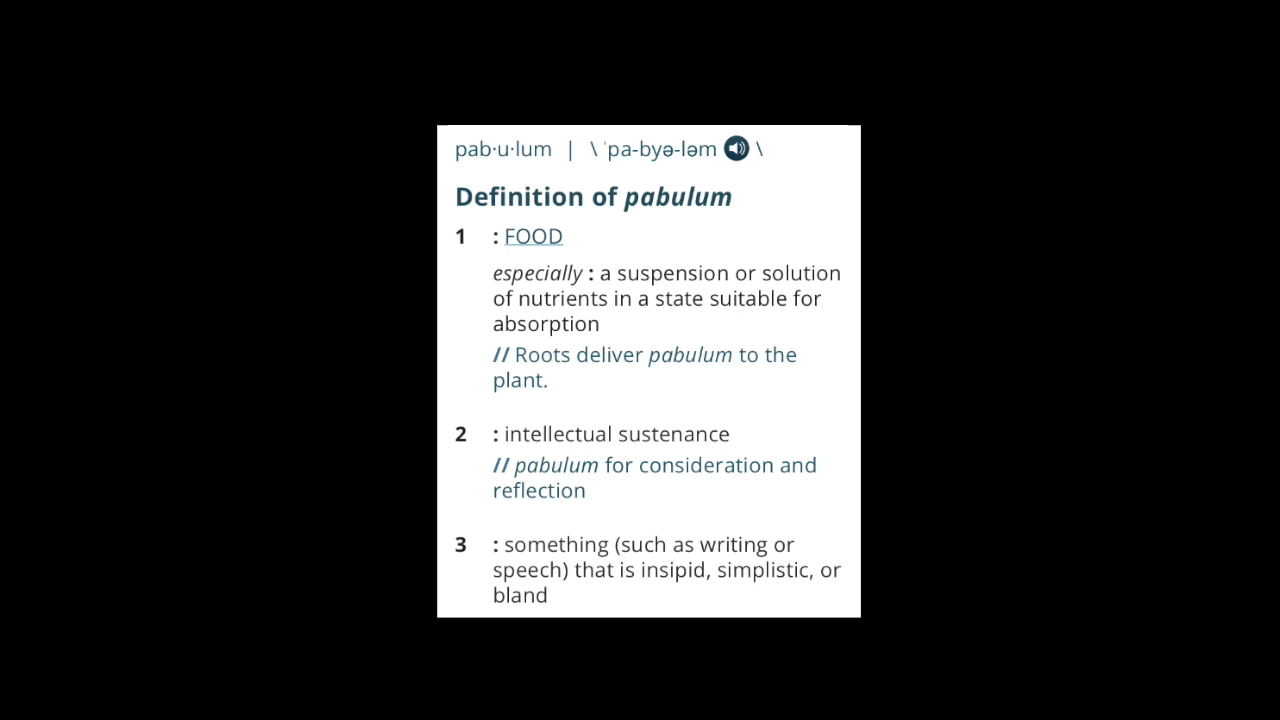 pab·u·lum | \ ˈpa-byə-ləm \
Definition of pabulum
1 : FOOD
especially : a suspension or solution
of nutrients in a state suitable for
absorption
// Roots deliver pabulum to the
plant.
2 : intellectual sustenance
// pabulum for consideration and
reflection
3 : something (such as writing or
speech) that is insipid, simplistic, or
bland